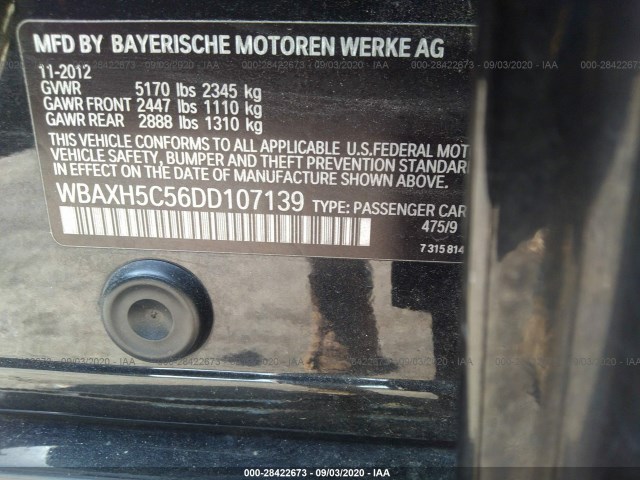 MFD BY BAYERISCHE MOTOREN WERKE AG
11-2012
GVWR 5170 lbs 2345 kg
GAWR FRONT 2447 lbs 1110 kg
GAWR REAR 2888 lbs 1310 kg
THIS VEHICLE CONFORMS TO ALL APPLICABLE U.S.FEDERAL MOT
VEHICLE SAFETY, BUMPER AND THEFT PREVENTION STANDARD
IN EFFECT ON THE DATE OF MANUFACTURE SHOWN ABOVE.
WBAXH5C56DD107139 TYPE: PASSENGER CAR
475/9
7 315 814
000-28422673 - 09/03/2020 - IAA